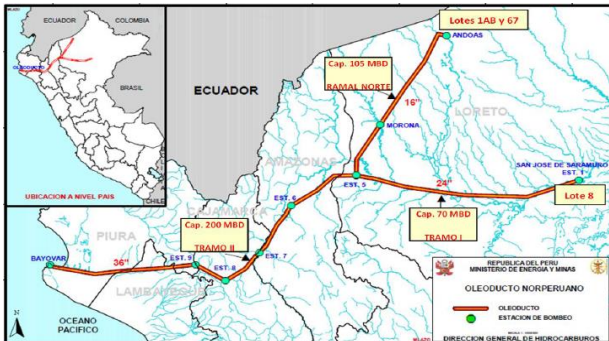 ECUADOR
COLOMBIA
OLEODUCTO
BRASIL
CHILE
UBICACION A NIVEL PAIS
ECUADOR
Lotes 1AB y 67
ANDOAS
Cap. 105 MBD
RAMAL NORTE
16"
LORETO
MORONA
AMAZONAS
SAN JOSE DE SARAMURO
EST. 1
EST. 5
24"
Lote 8
EST. 6
Cap. 70 MBD
TRAMO I
CAJAMARCA
Cap. 200 MBD
TRAMO II
PIURA
EST. 7
BAYOVAR
36"
EST. 9
EST. 8
LAMBAYEQUE
OCEANO
PACIFICO
N
REPUBLICA DEL PERU
MINISTERIO DE ENERGIA Y MINAS
OLEODUCTO NORPERUANO
OLEODUCTO
ESTACION DE BOMBEO
DIRECCION GENERAL DE HIDROCARBUROS